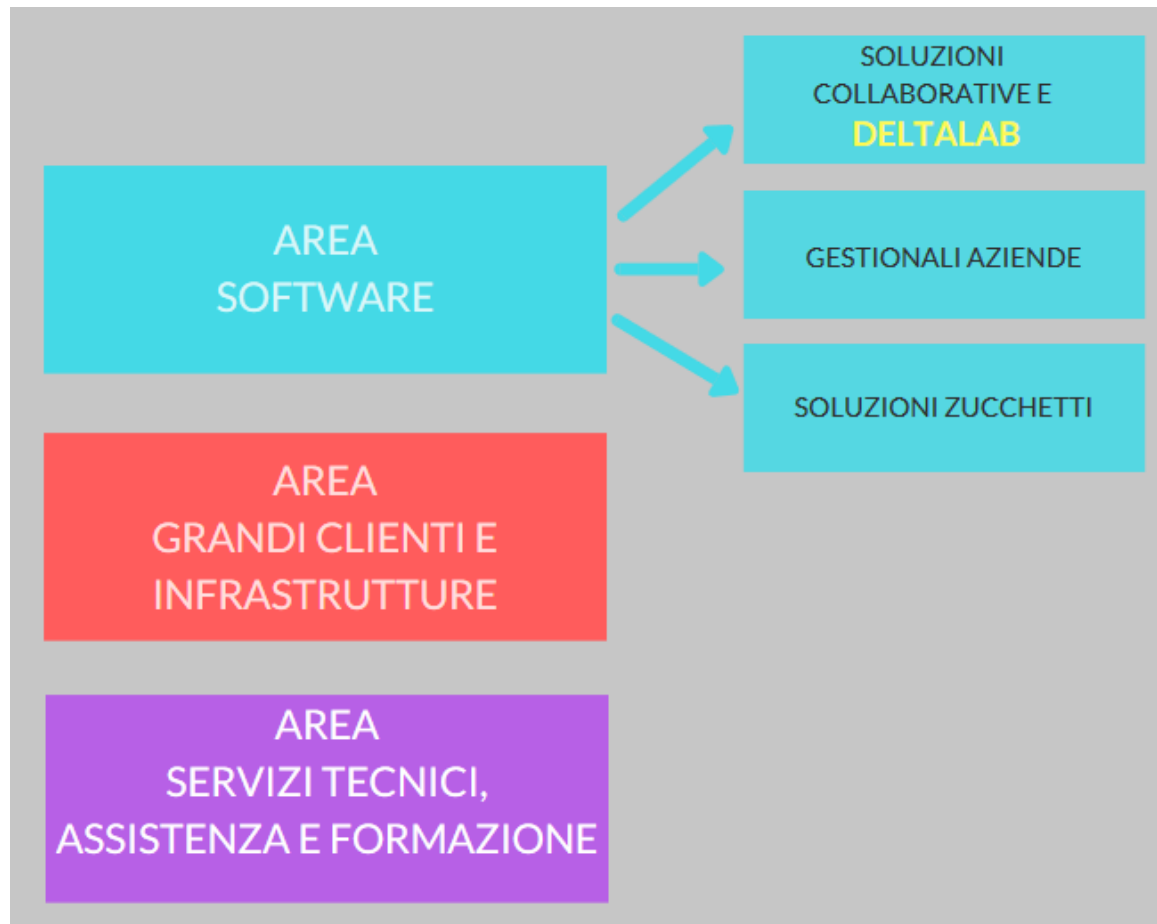 AREA
SOFTWARE
SOLUZIONI
COLLABORATIVE E
DELTALAB
GESTIONALI AZIENDE
SOLUZIONI ZUCCHETTI
AREA
GRANDI CLIENTI E
INFRASTRUTTURE
AREA
SERVIZI TECNICI,
ASSISTENZA E FORMAZIONE